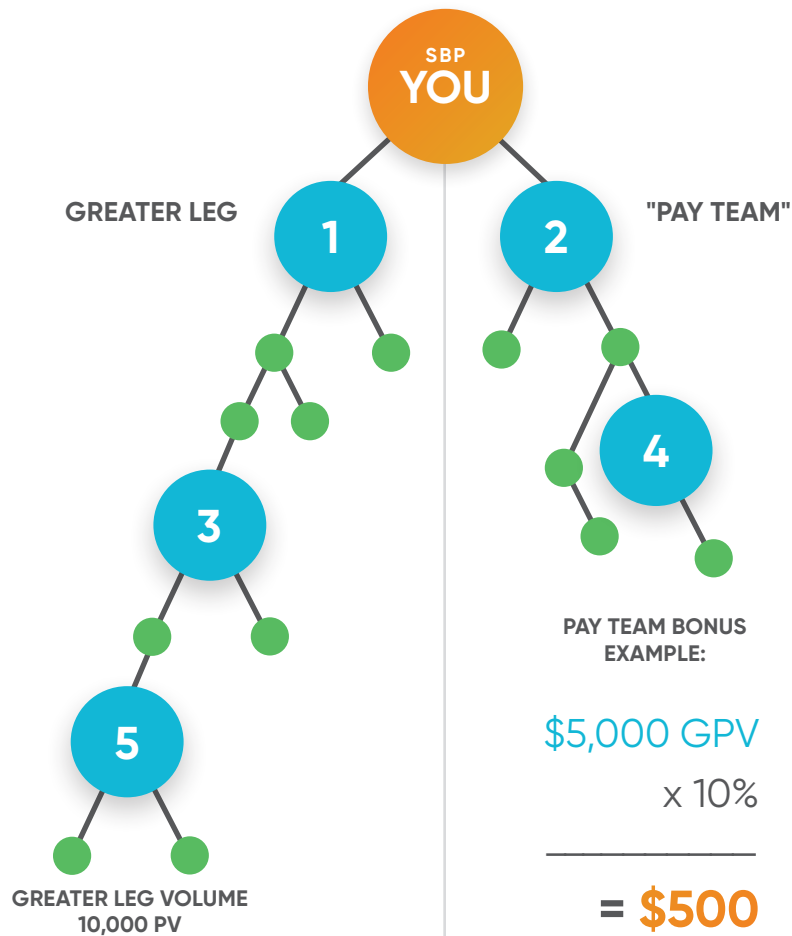 SBP
YOU
GREATER LEG
"PAY TEAM"
1
2
4
3
5
PAY TEAM BONUS
EXAMPLE:
$5,000 GPV
x 10%
= $500
GREATER LEG VOLUME
10,000 PV